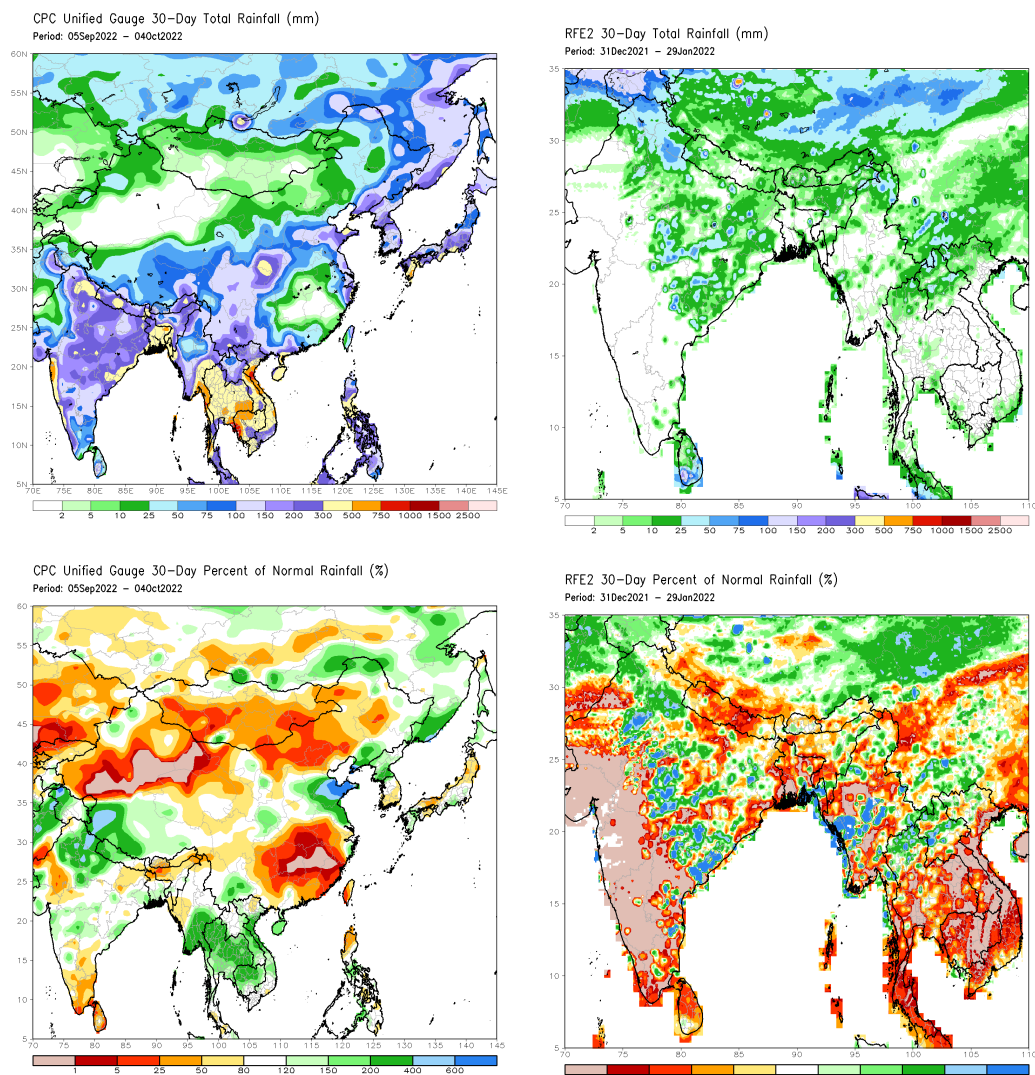 CPC Unified Gauge 30-Day Total Rainfall (mm)
Period: 05Sep2022 - 04Oct2022
60N
55N
50N
45N
40N
35N
30N
25N
20N
15N
10N
5N
70E 75E 80E 85E 90E 95E 100E 105E 110E 115E 120E 125E 130E 135E 140E 145E
2 5 10 25 50 75 100 150 200 300 500 750 1000 1500 2500
RFE2 30-Day Total Rainfall (mm)
Period: 31Dec2021 - 29Jan2022
35
30
25
20
15
10
5
70 75 80 85 90 95 100 105 110
2 5 10 25 50 75 100 150 200 300 500 750 1000 1500 2500
CPC Unified Gauge 30-Day Percent of Normal Rainfall (%)
Period: 05Sep2022 - 04Oct2022
60
55
50
45
40
35
30
25
20
15
10
5
70 75 80 85 90 95 100 105 110 115 120 125 130 135 140 145
1 5 25 50 80 120 150 200 400 600
RFE2 30-Day Percent of Normal Rainfall (%)
Period: 31Dec2021 - 29Jan2022
35
30
25
20
15
10
5
70 75 80 85 90 95 100 105 110